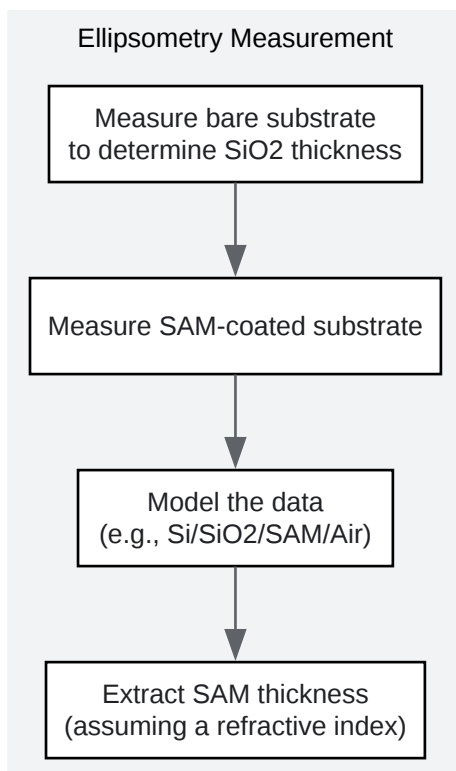 Ellipsometry Measurement
Measure bare substrate
to determine SiO2 thickness
Measure SAM-coated substrate
Model the data
(e.g., Si/SiO2/SAM/Air)
Extract SAM thickness
(assuming a refractive index)